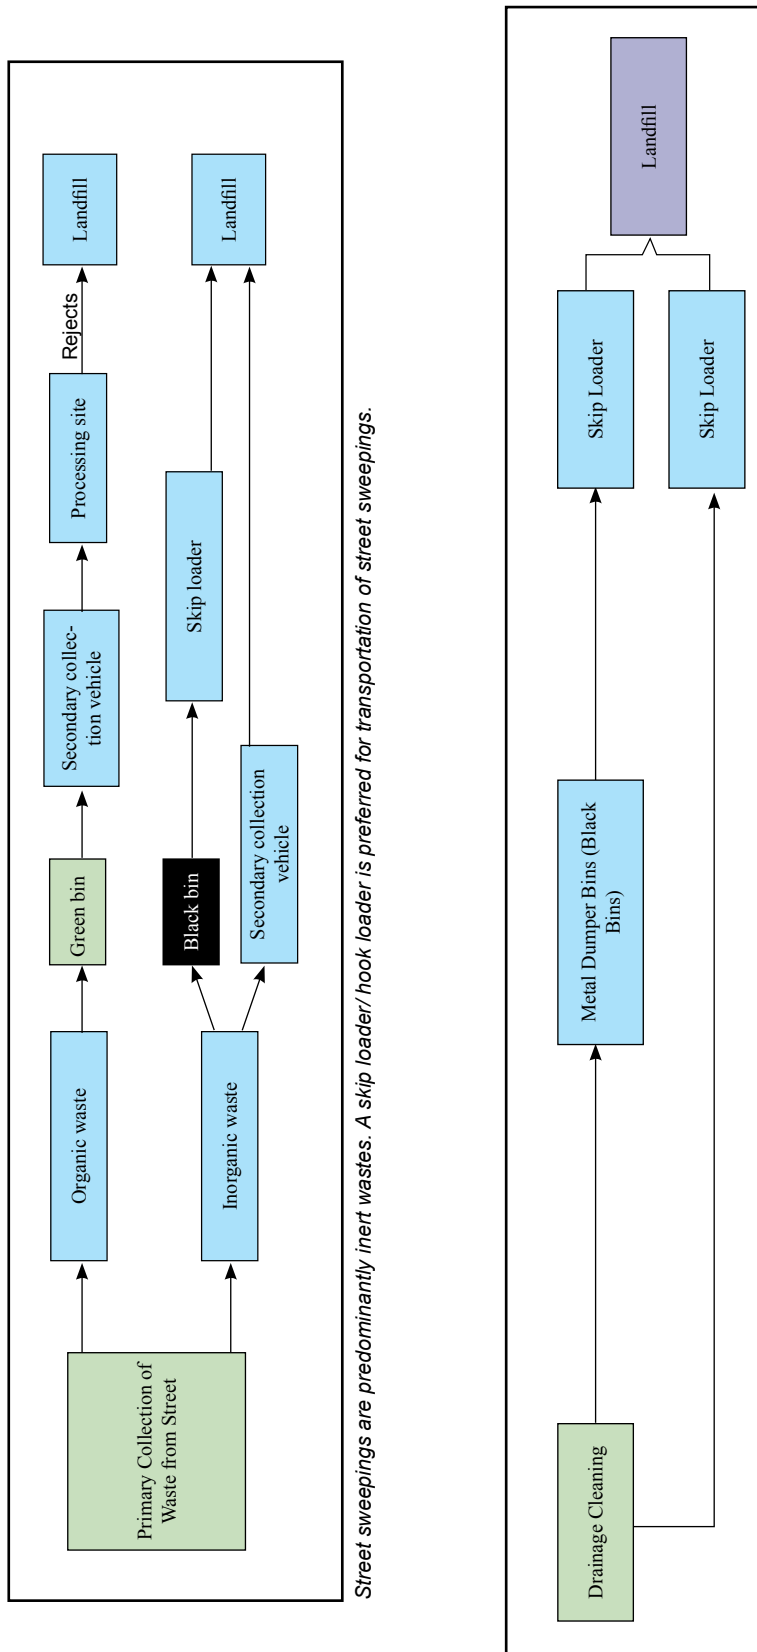 Primary Collection of
Waste from Street
Organic waste
Green bin
Secondary collec-
tion vehicle
Processing site
Rejects
Landfill
Inorganic waste
Black bin
Skip loader
Landfill
Secondary collection
vehicle
Street sweepings are predominantly inert wastes. A skip loader/ hook loader is preferred for transportation of street sweepings.
Drainage Cleaning
Metal Dumper Bins (Black
Bins)
Skip Loader
Skip Loader
Landfill